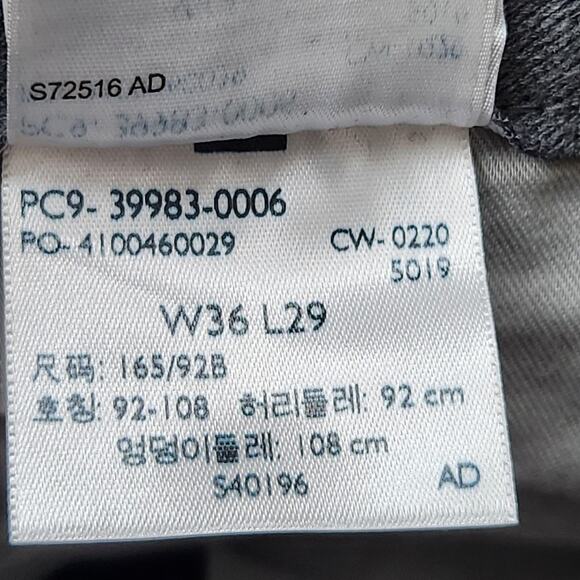 S72516 AD
PC9- 39983-0006
PO- 4100460029 CW- 0220
5019
W36 L29
尺码: 165/92B
호칭: 92-108 허리둘레: 92 cm
엉덩이둘레: 108 cm
S40196 AD